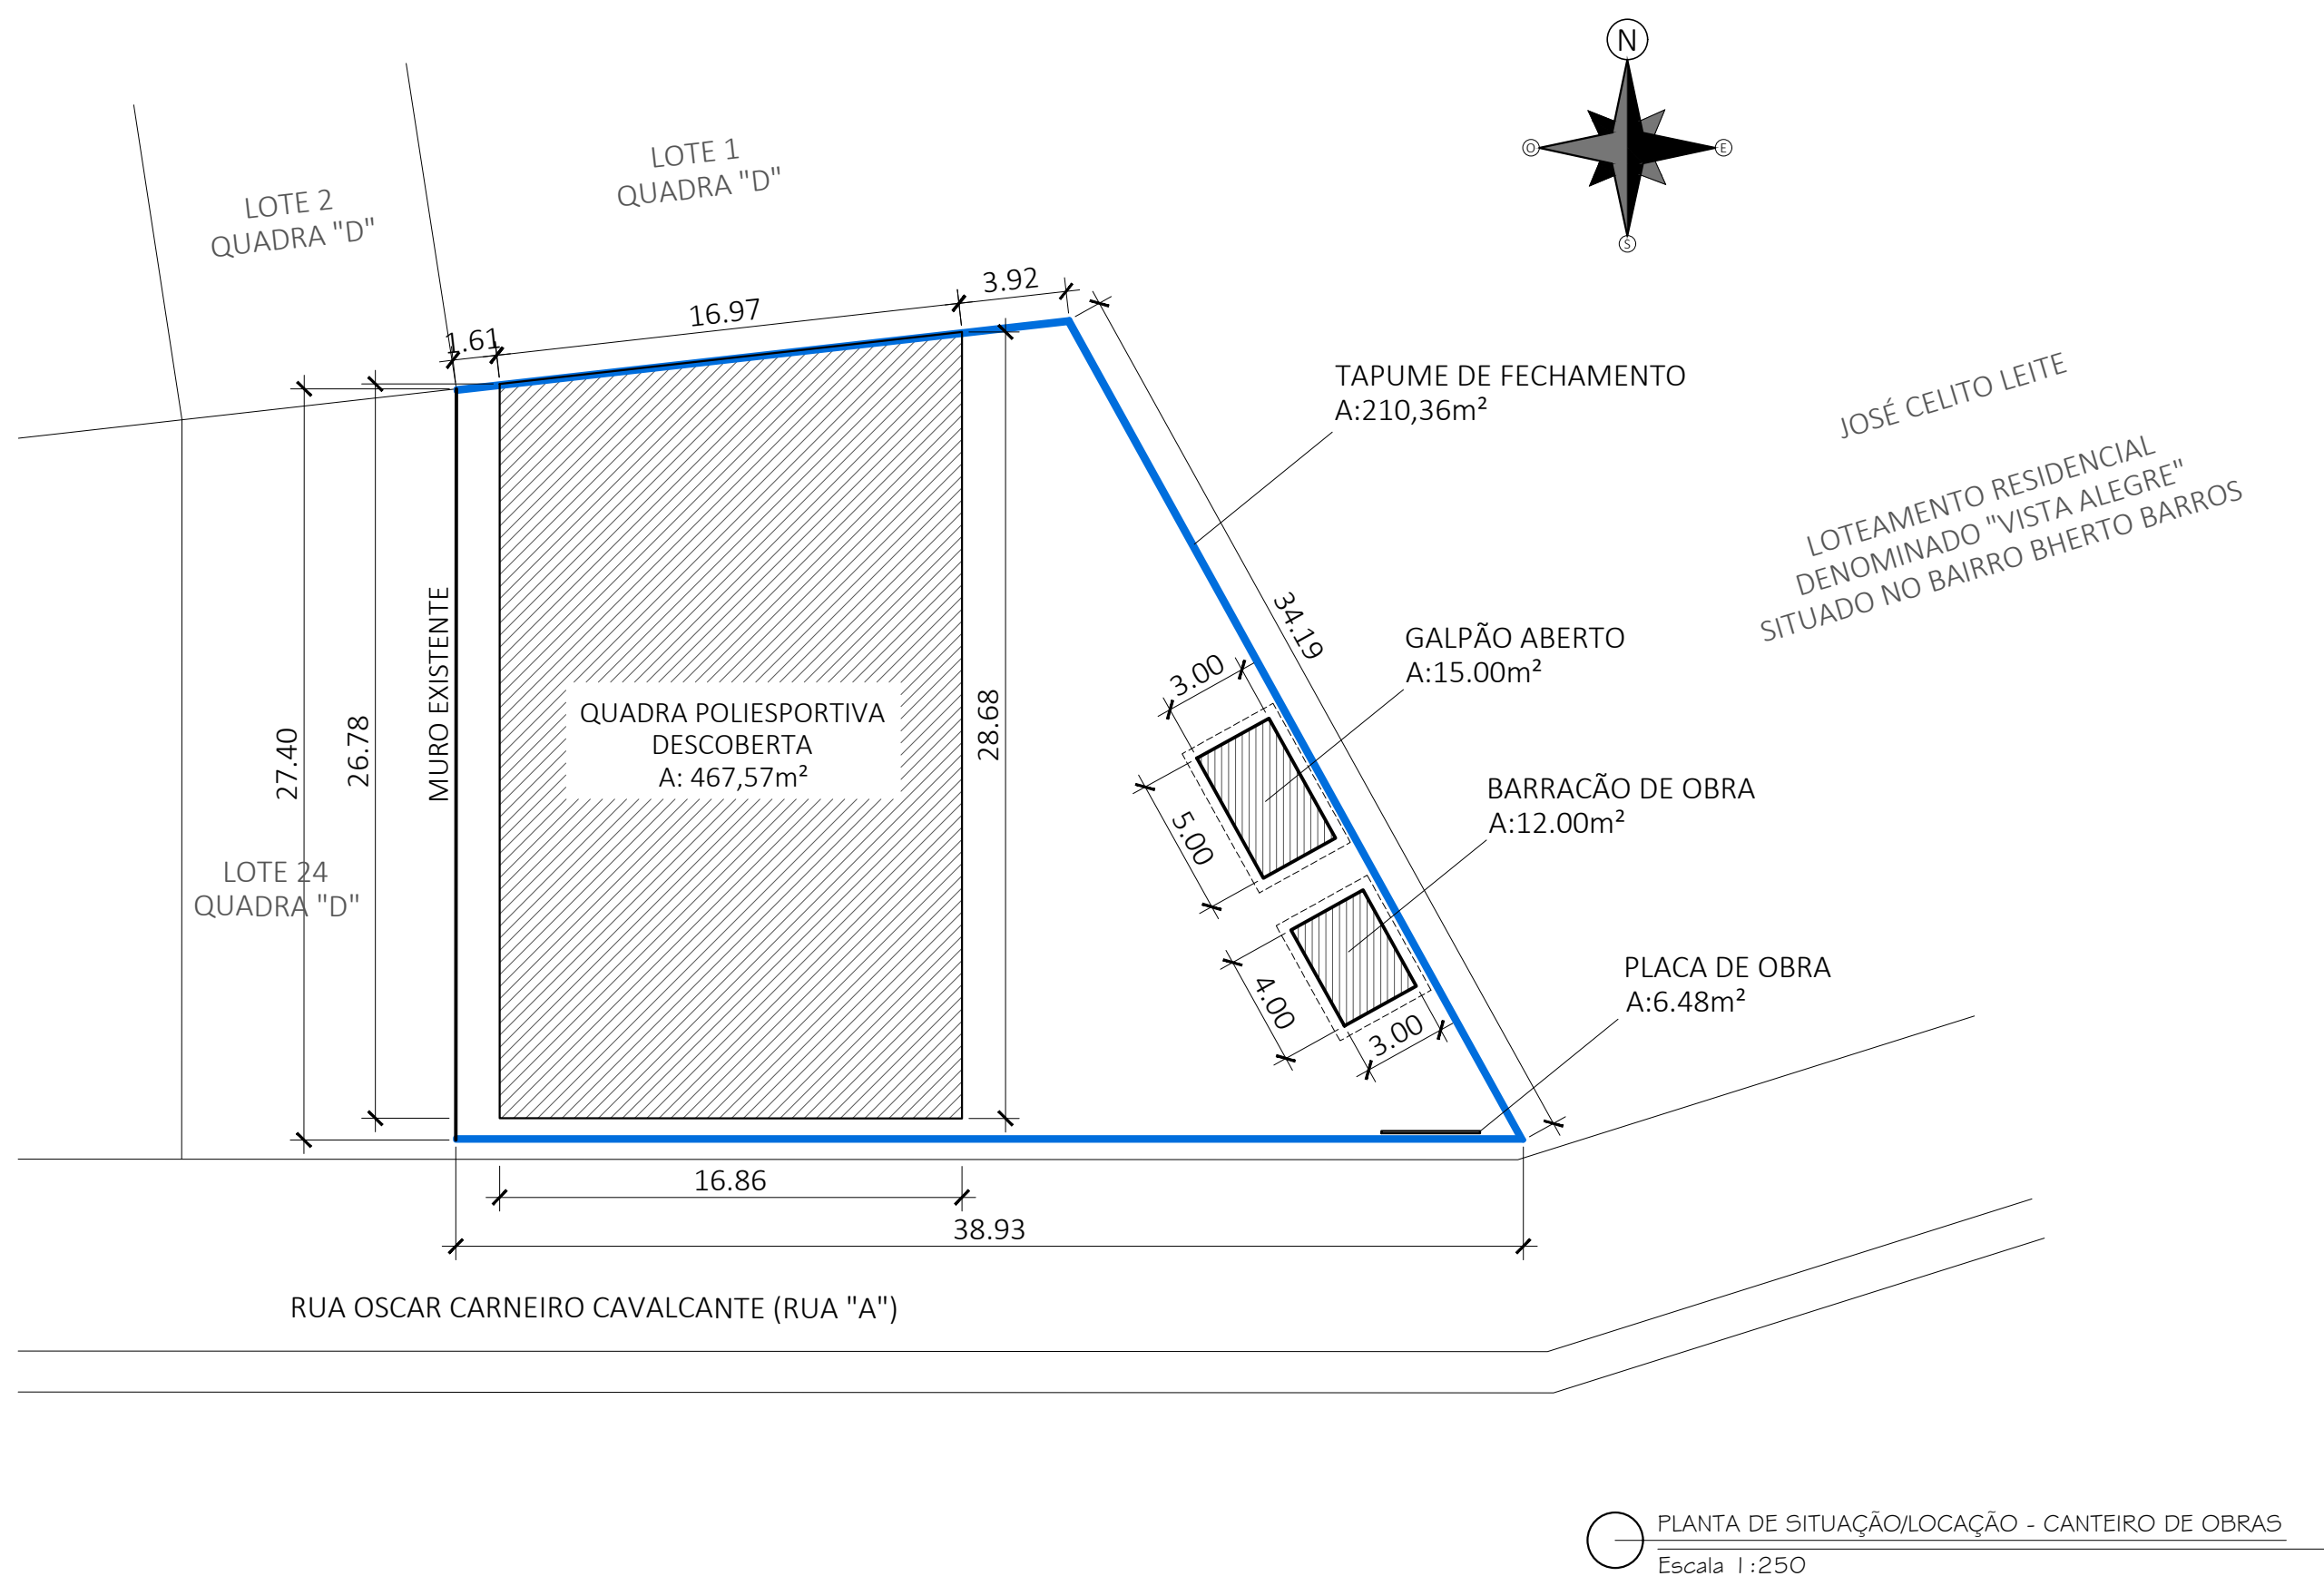 N
O
E
S
LOTE 1
QUADRA "D"
LOTE 2
QUADRA "D"
3.92
16.97
1.61
TAPUME DE FECHAMENTO
A:210,36m²
JOSÉ CELITO LEITE
LOTEAMENTO RESIDENCIAL
DENOMINADO "VISTA ALEGRE"
SITUADO NO BAIRRO BHERTO BARROS
34.19
GALPÃO ABERTO
A:15.00m²
3.00
MURO EXISTENTE
QUADRA POLIESPORTIVA
DESCOBERTA
A: 467,57m²
28.68
26.78
27.40
5.00
BARRACÃO DE OBRA
A:12.00m²
LOTE 24
QUADRA "D"
4.00
3.00
PLACA DE OBRA
A:6.48m²
16.86
38.93
RUA OSCAR CARNEIRO CAVALCANTE (RUA "A")
PLANTA DE SITUAÇÃO/LOCAÇÃO - CANTEIRO DE OBRAS
Escala 1:250